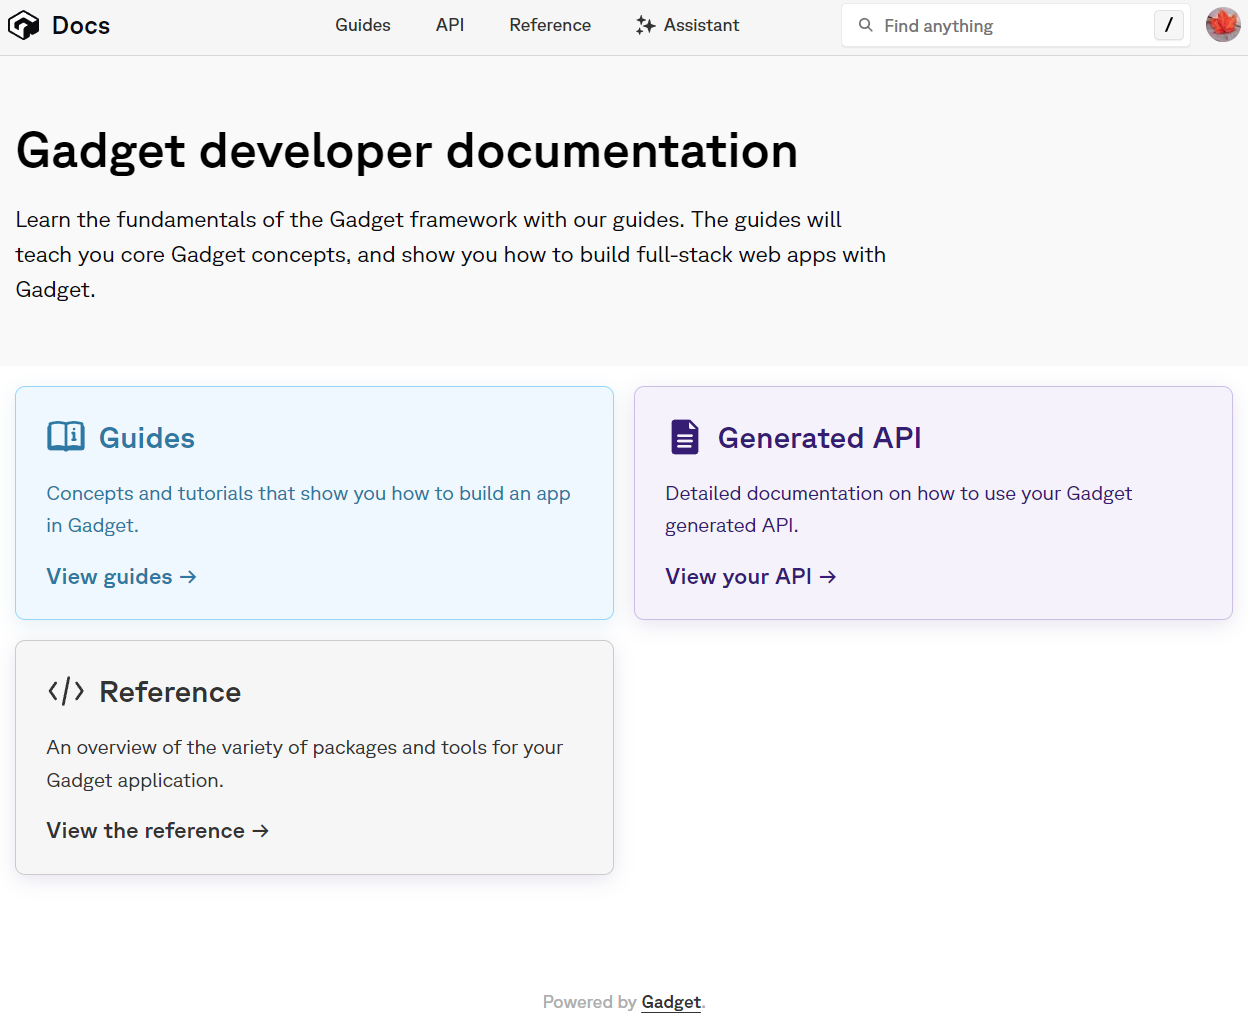 Docs
Guides
API
Reference
Assistant
Find anything
/
Gadget developer documentation
Learn the fundamentals of the Gadget framework with our guides. The guides will
teach you core Gadget concepts, and show you how to build full-stack web apps with
Gadget.
Guides
Concepts and tutorials that show you how to build an app
in Gadget.
View guides →
Generated API
Detailed documentation on how to use your Gadget
generated API.
View your API →
Reference
An overview of the variety of packages and tools for your
Gadget application.
View the reference →
Powered by Gadget.